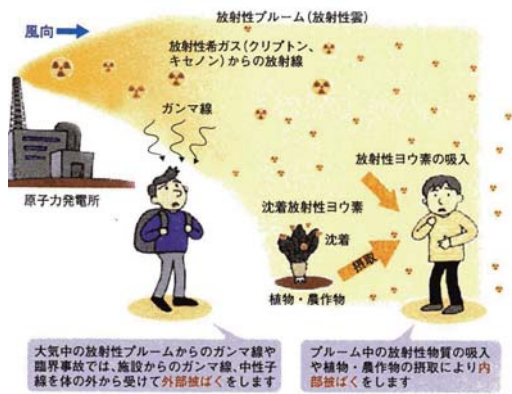 放射性プルーム(放射性雲)
風向
放射性希ガス(クリプトン、
キセノン)からの放射線
ガンマ線
原子力発電所
放射性ヨウ素の吸入
沈着放射性ヨウ素
沈着
摂取
植物・農作物
大気中の放射性プルームからのガンマ線や
臨界事故では、施設からのガンマ線、中性子
線を体の外から受けて外部被ばくをします
プルーム中の放射性物質の吸入
や植物・農作物の摂取により内
部被ばくをします